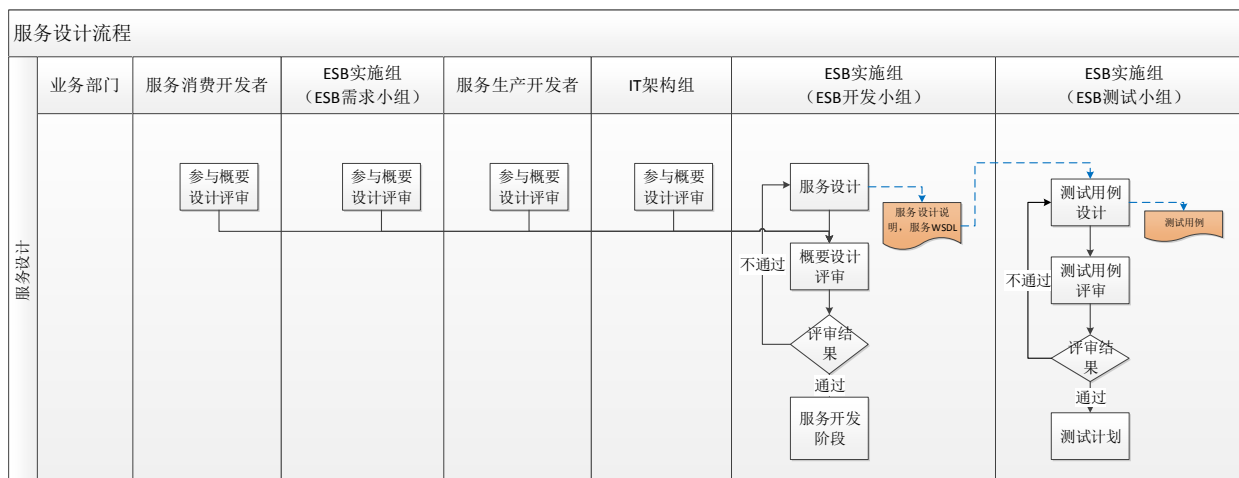 服务设计流程
业务部门
服务消费开发者
ESB实施组
（ESB需求小组）
服务生产开发者
IT架构组
ESB实施组
（ESB开发小组）
ESB实施组
（ESB测试小组）
服务设计
参与概要
设计评审
参与概要
设计评审
参与概要
设计评审
参与概要
设计评审
服务设计
服务设计说
明，服务WSDL
测试用例
设计
测试用例
概要设计
评审
不通过
测试用例
评审
不通过
评审结
果
评审结
果
通过
通过
服务开发
阶段
测试计划